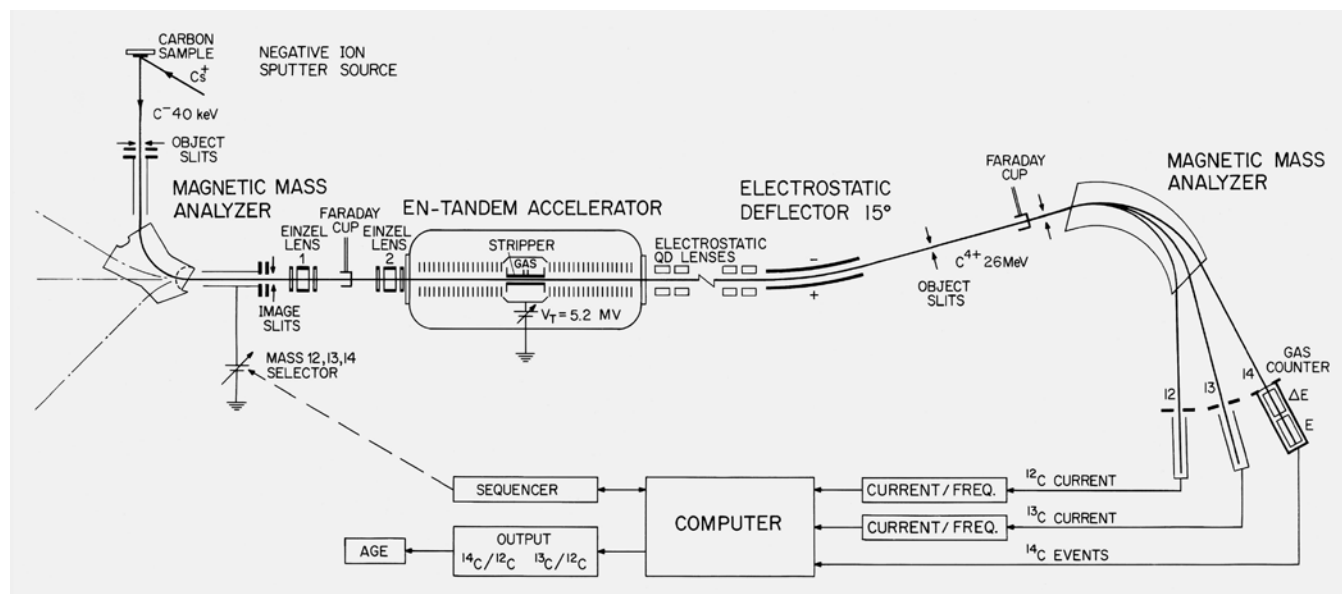 CARBON
SAMPLE
Cs+
NEGATIVE ION
SPUTTER SOURCE
C⁻ 40 keV
OBJECT
SLITS
MAGNETIC MASS
ANALYZER
EINZEL
LENS
1
FARADAY
CUP
EINZEL
LENS
2
IMAGE
SLITS
MASS 12,13,14
SELECTOR
EN-TANDEM ACCELERATOR
STRIPPER
GAS
V_T = 5.2 MV
ELECTROSTATIC
QD LENSES
ELECTROSTATIC
DEFLECTOR 15°
-
+
OBJECT
SLITS
C⁴⁺ 26 MeV
FARADAY
CUP
MAGNETIC MASS
ANALYZER
12
13
14
GAS
COUNTER
ΔE
E
SEQUENCER
COMPUTER
CURRENT/FREQ.
¹²C CURRENT
CURRENT/FREQ.
¹³C CURRENT
¹⁴C EVENTS
OUTPUT
¹⁴C/¹²C ¹³C/¹²C
AGE